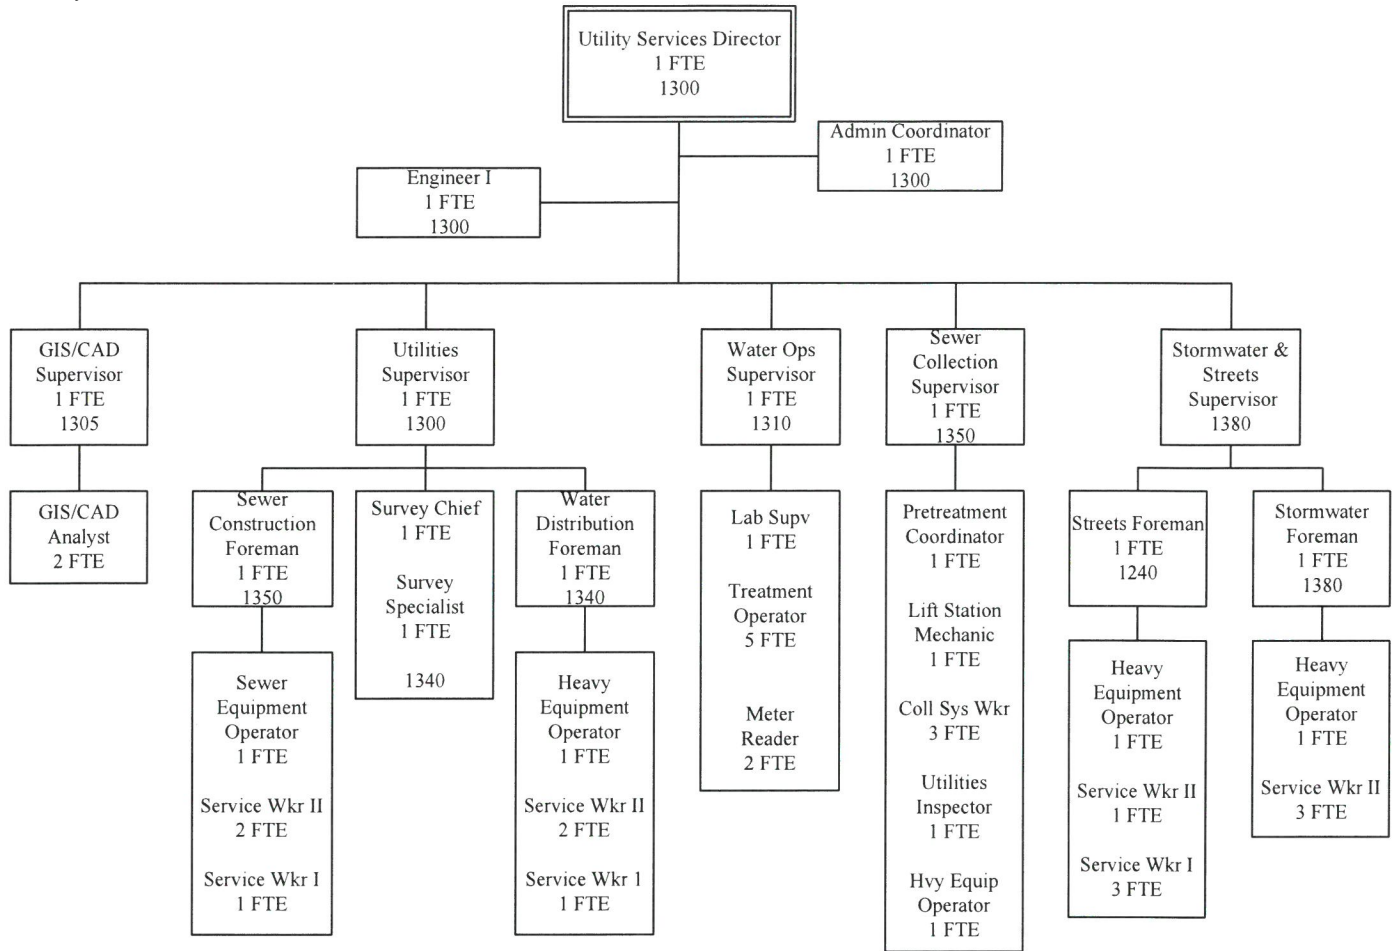 Utility Services Director
1 FTE
1300
Admin Coordinator
1 FTE
1300
Engineer I
1 FTE
1300
GIS/CAD
Supervisor
1 FTE
1305
Utilities
Supervisor
1 FTE
1300
Water Ops
Supervisor
1 FTE
1310
Sewer
Collection
Supervisor
1 FTE
1350
Stormwater &
Streets
Supervisor
1380
GIS/CAD
Analyst
2 FTE
Sewer
Construction
Foreman
1 FTE
1350
Survey Chief
1 FTE
Survey
Specialist
1 FTE
1340
Water
Distribution
Foreman
1 FTE
1340
Lab Supv
1 FTE
Treatment
Operator
5 FTE
Meter
Reader
2 FTE
Pretreatment
Coordinator
1 FTE
Lift Station
Mechanic
1 FTE
Coll Sys Wkr
3 FTE
Utilities
Inspector
1 FTE
Hvy Equip
Operator
1 FTE
Streets Foreman
1 FTE
1240
Stormwater
Foreman
1 FTE
1380
Sewer
Equipment
Operator
1 FTE
Service Wkr II
2 FTE
Service Wkr I
1 FTE
Heavy
Equipment
Operator
1 FTE
Service Wkr II
2 FTE
Service Wkr 1
1 FTE
Heavy
Equipment
Operator
1 FTE
Service Wkr II
1 FTE
Service Wkr I
3 FTE
Heavy
Equipment
Operator
1 FTE
Service Wkr II
3 FTE